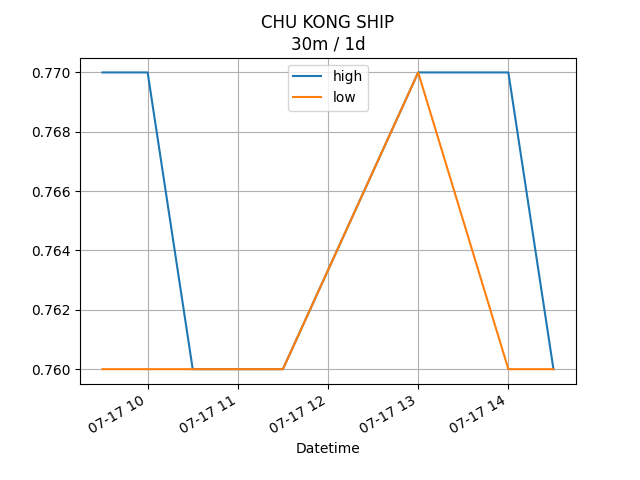 CHU KONG SHIP
30m / 1d
high
low
0.770
0.768
0.766
0.764
0.762
0.760
07-17 10
07-17 11
07-17 12
07-17 13
07-17 14
Datetime